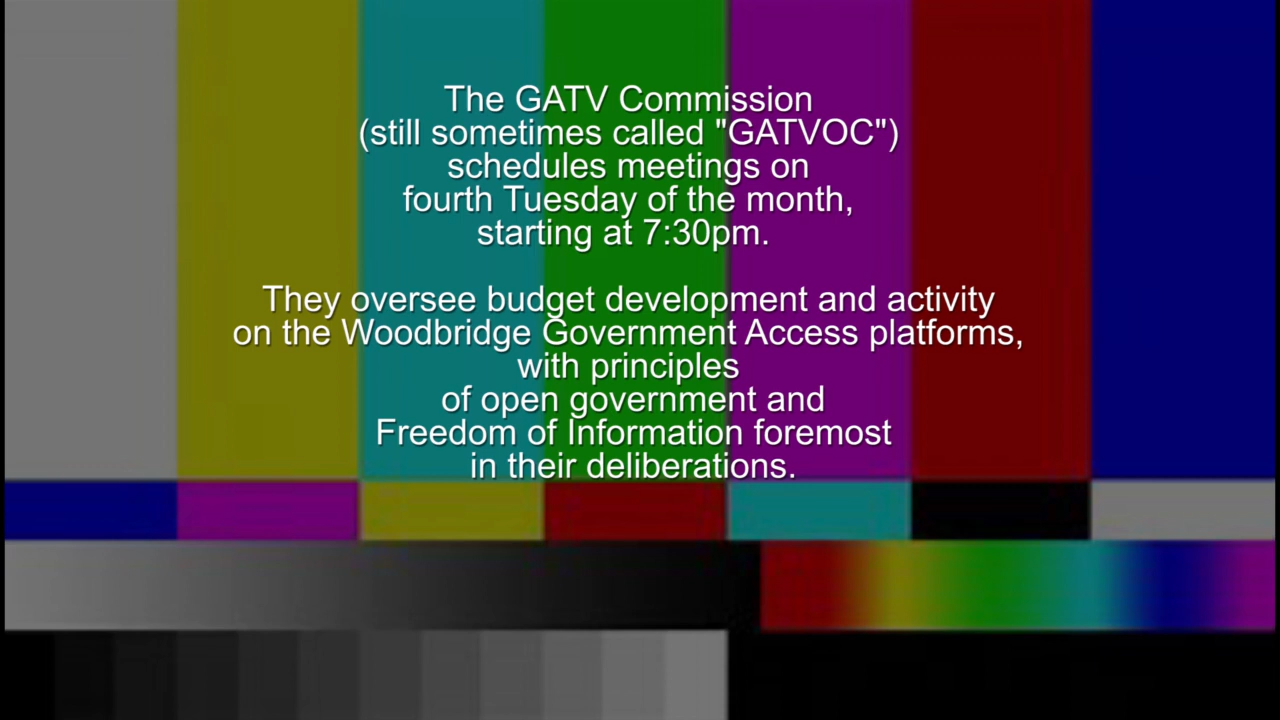 The GATV Commission
(still sometimes called "GATVOC")
schedules meetings on
fourth Tuesday of the month,
starting at 7:30pm.
They oversee budget development and activity
on the Woodbridge Government Access platforms,
with principles
of open government and
Freedom of Information foremost
in their deliberations.